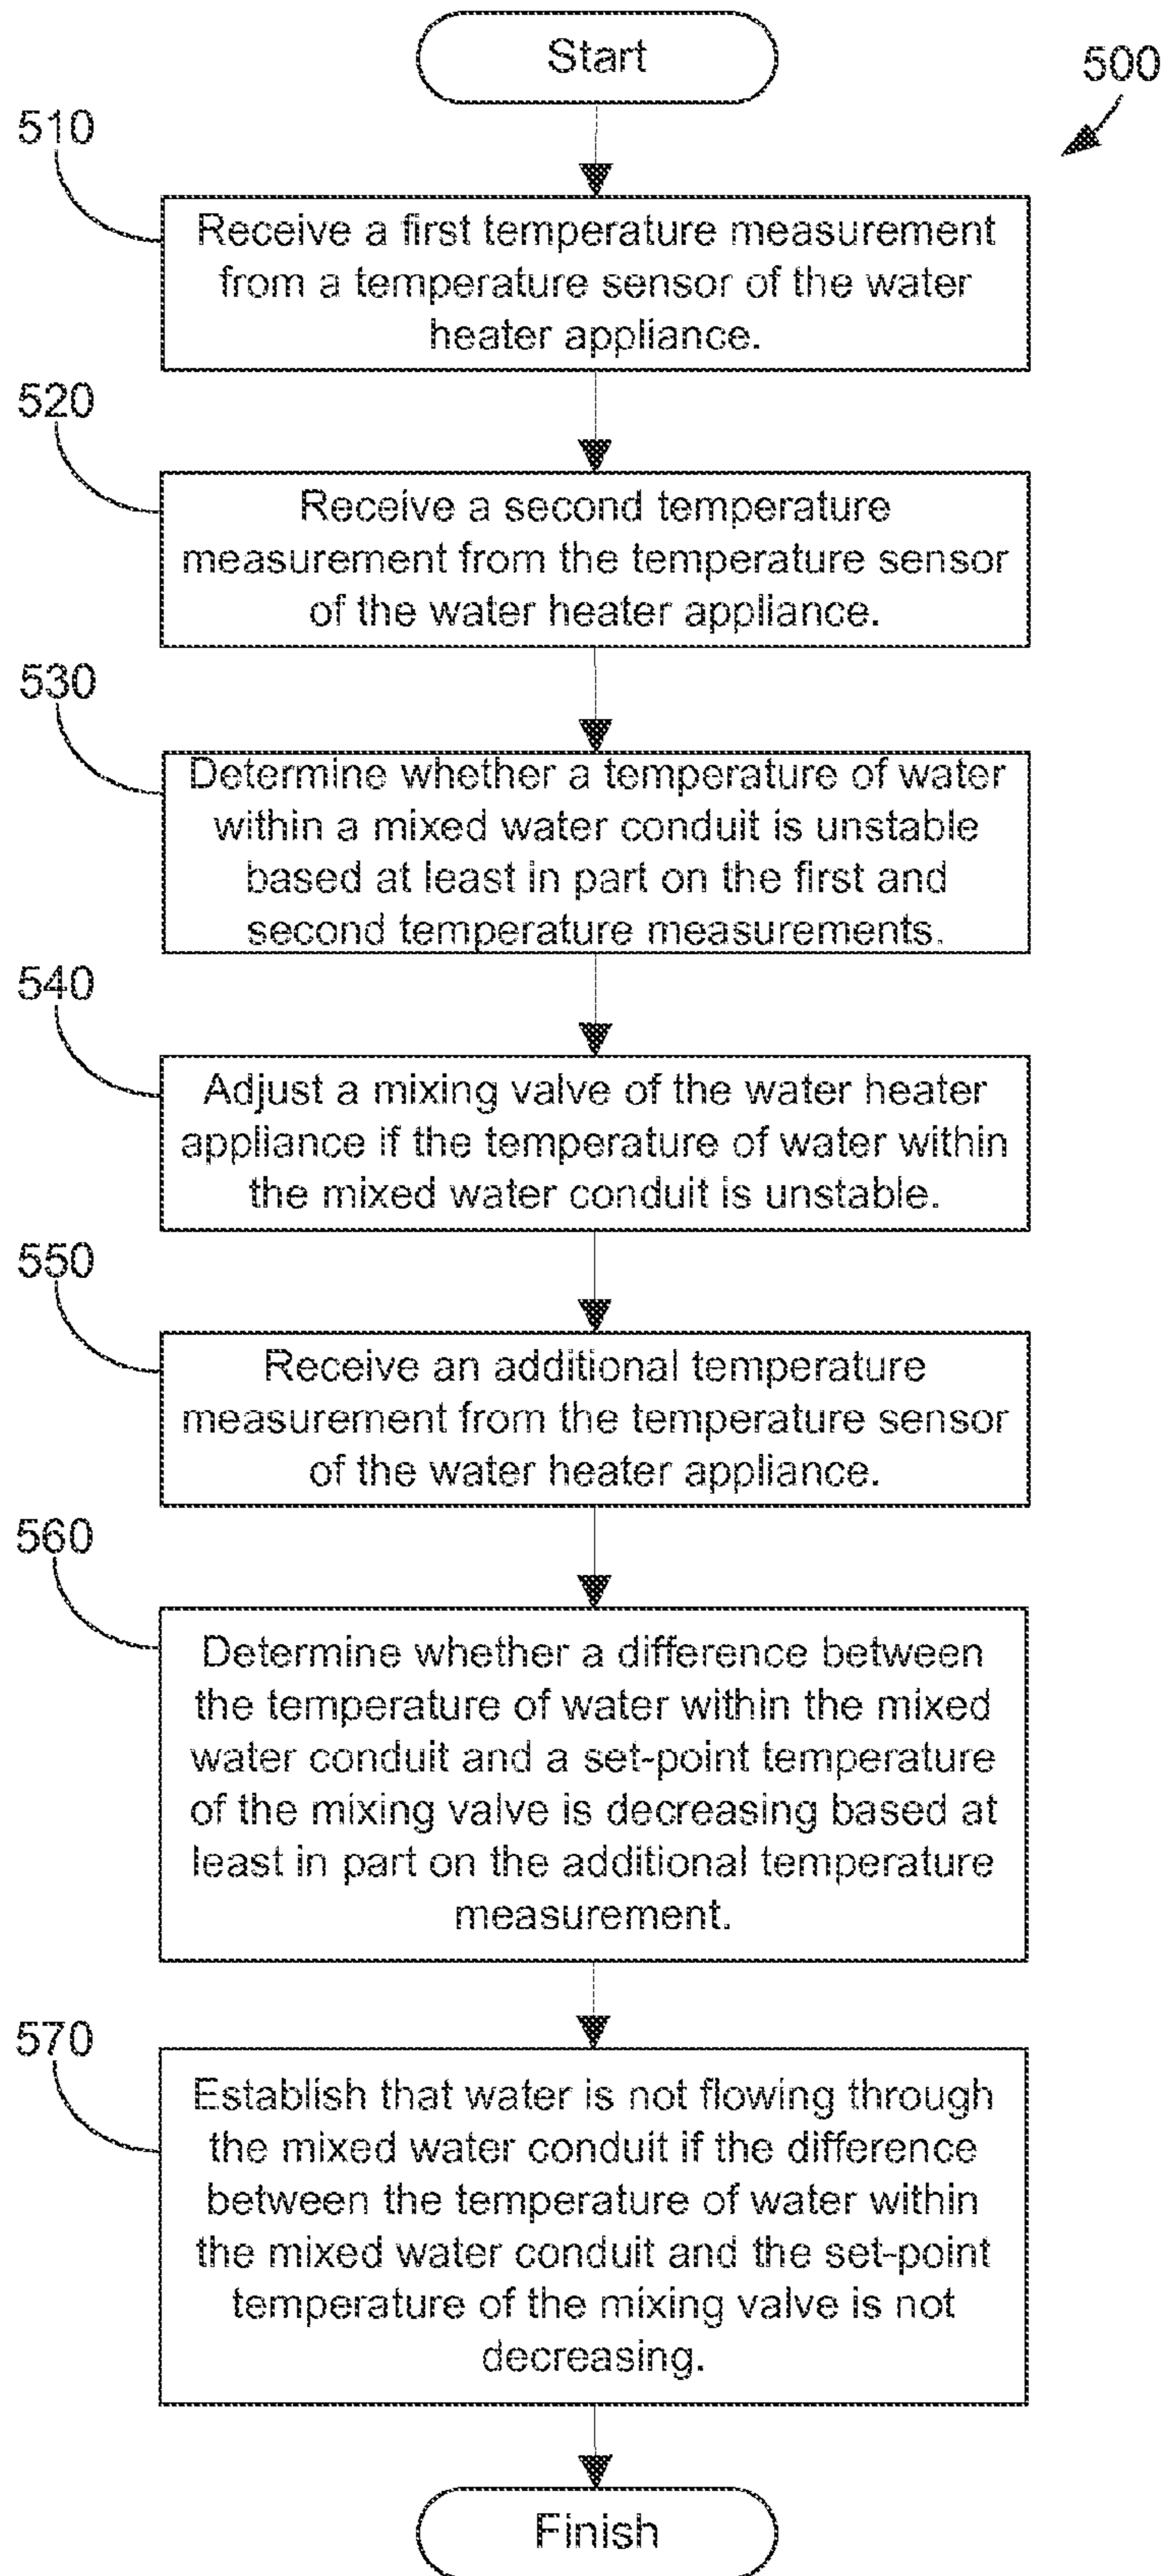 Start
500
510
Receive a first temperature measurement
from a temperature sensor of the water
heater appliance.
520
Receive a second temperature
measurement from the temperature sensor
of the water heater appliance.
530
Determine whether a temperature of water
within a mixed water conduit is unstable
based at least in part on the first and
second temperature measurements.
540
Adjust a mixing valve of the water heater
appliance if the temperature of water within
the mixed water conduit is unstable.
550
Receive an additional temperature
measurement from the temperature sensor
of the water heater appliance.
560
Determine whether a difference between
the temperature of water within the mixed
water conduit and a set-point temperature
of the mixing valve is decreasing based at
least in part on the additional temperature
measurement.
570
Establish that water is not flowing through
the mixed water conduit if the difference
between the temperature of water within
the mixed water conduit and the set-point
temperature of the mixing valve is not
decreasing.
Finish